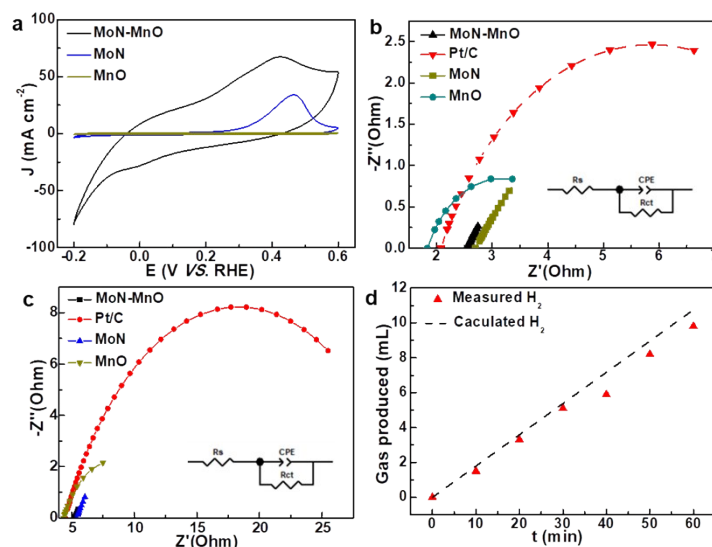 a
MoN-MnO
MoN
MnO
J (mA cm-2)
100
50
0
-50
-100
-0.2 0.0 0.2 0.4 0.6
E (V VS. RHE)
b
MoN-MnO
Pt/C
MoN
MnO
-Z''(Ohm)
2.5
2.0
1.5
1.0
0.5
0.0
2 4 6
Z'(Ohm)
Rs CPE
Rct
c
MoN-MnO
Pt/C
MoN
MnO
-Z''(Ohm)
8
6
4
2
0
5 10 15 20 25
Z'(Ohm)
Rs CPE
Rct
d
Measured H2
Caculated H2
Gas produced (mL)
12
10
8
6
4
2
0
0 10 20 30 40 50 60
t (min)